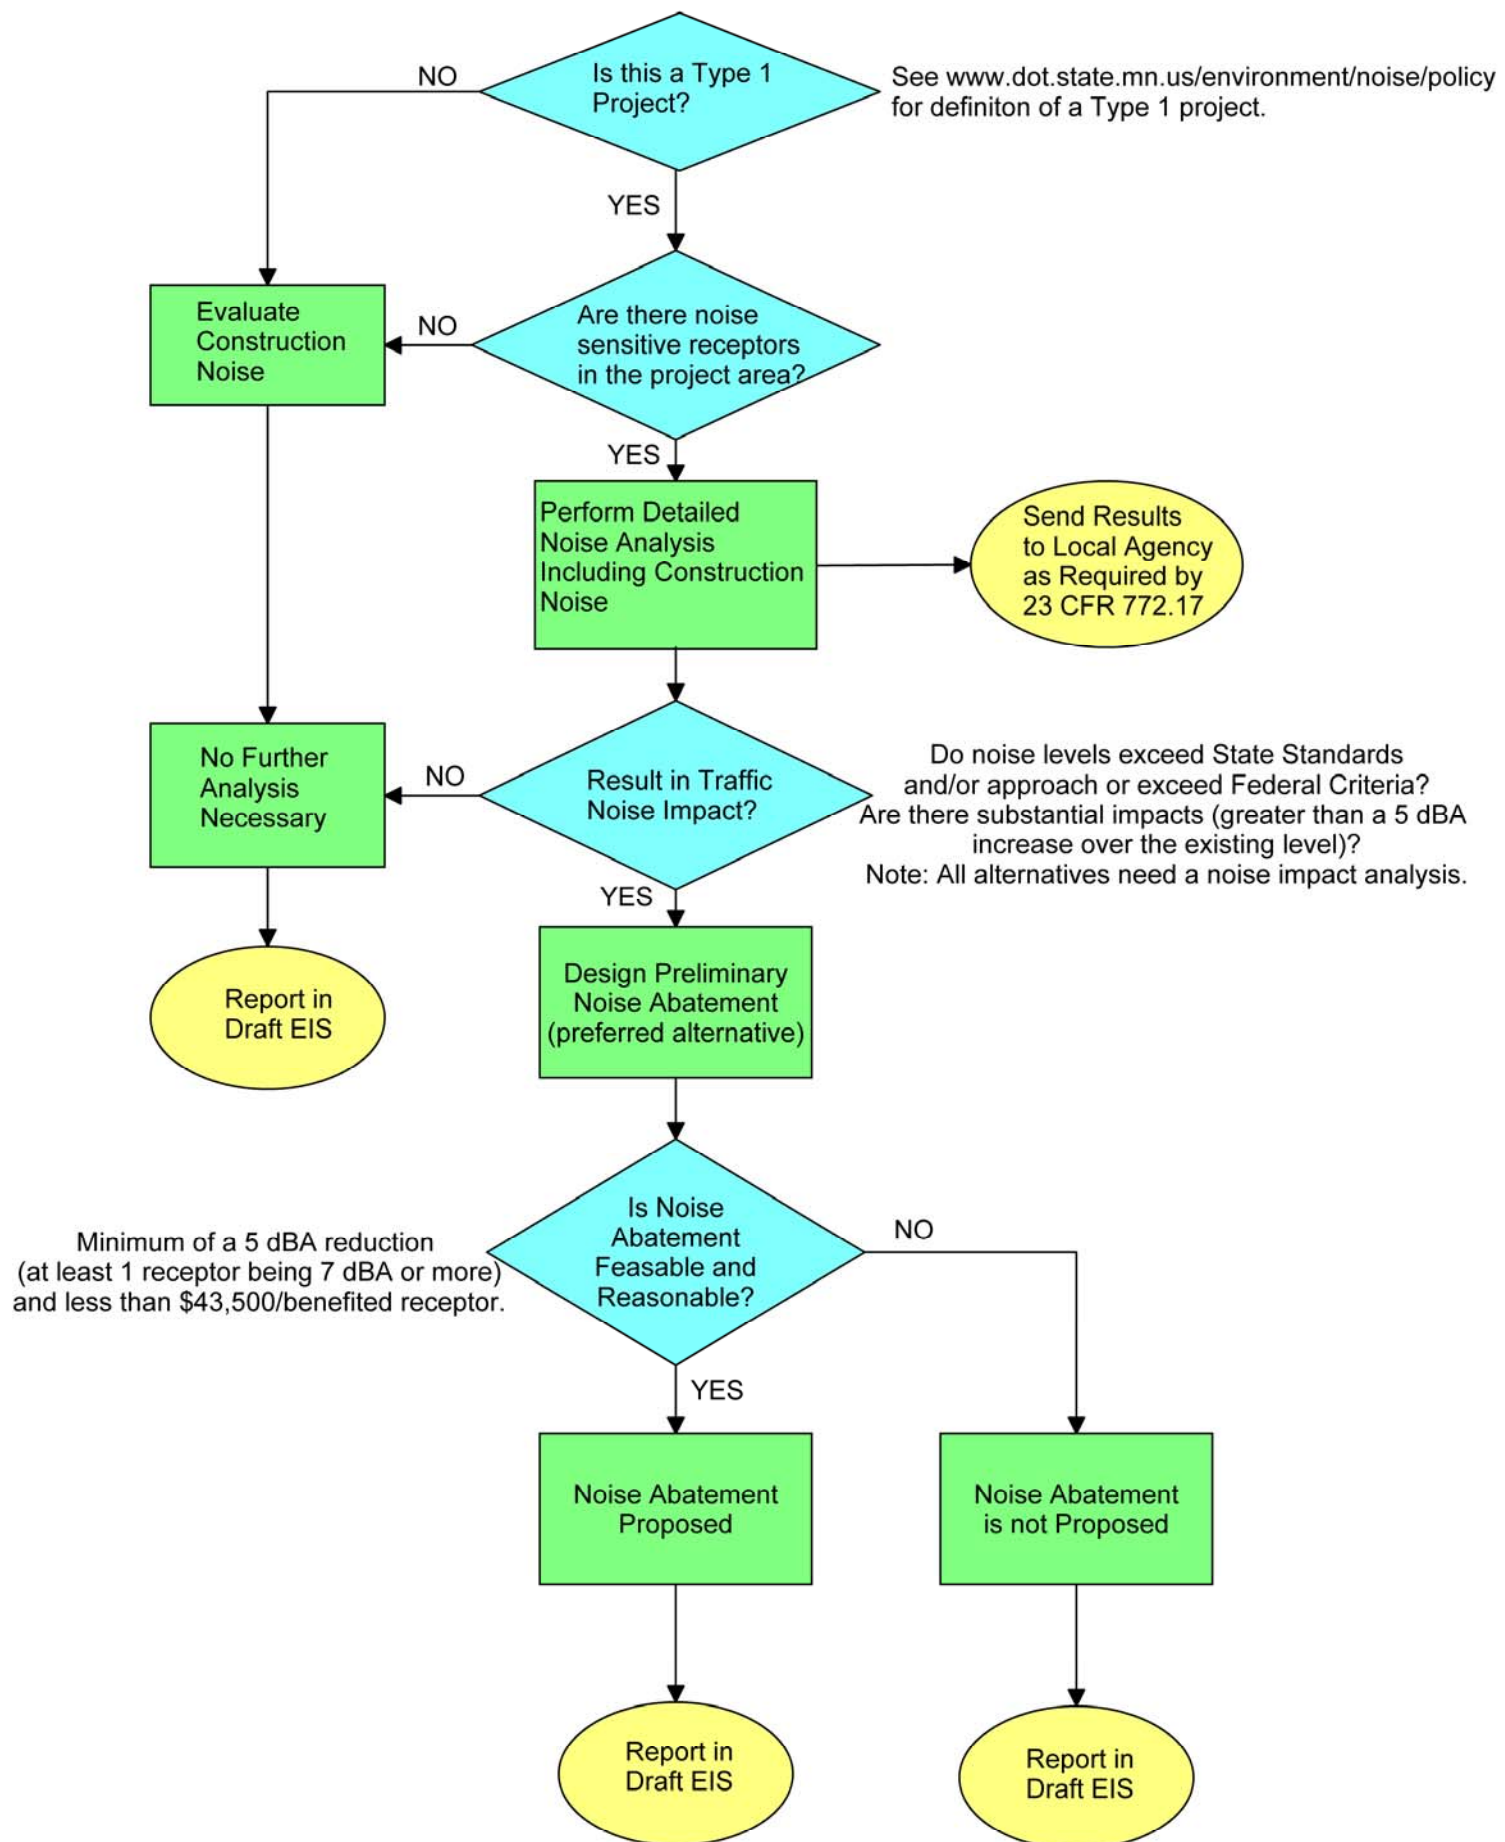 Is this a Type 1
Project?
NO
See www.dot.state.mn.us/environment/noise/policy
for definiton of a Type 1 project.
YES
Evaluate
Construction
Noise
NO
Are there noise
sensitive receptors
in the project area?
YES
Perform Detailed
Noise Analysis
Including Construction
Noise
Send Results
to Local Agency
as Required by
23 CFR 772.17
No Further
Analysis
Necessary
NO
Result in Traffic
Noise Impact?
Do noise levels exceed State Standards
and/or approach or exceed Federal Criteria?
Are there substantial impacts (greater than a 5 dBA
increase over the existing level)?
Note: All alternatives need a noise impact analysis.
YES
Report in
Draft EIS
Design Preliminary
Noise Abatement
(preferred alternative)
Minimum of a 5 dBA reduction
(at least 1 receptor being 7 dBA or more)
and less than $43,500/benefited receptor.
Is Noise
Abatement
Feasable and
Reasonable?
NO
YES
Noise Abatement
Proposed
Noise Abatement
is not Proposed
Report in
Draft EIS
Report in
Draft EIS